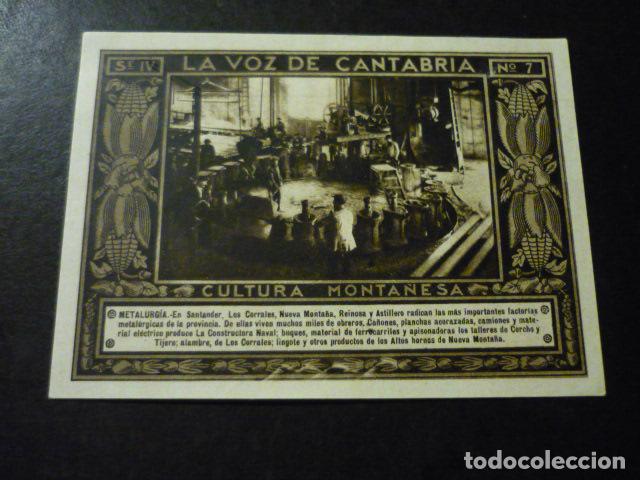 Sᴱ IV
LA VOZ DE CANTABRIA
Nº 7
CULTURA MONTAÑESA
METALURGÍA.-En Santander, Los Corrales, Nueva Montaña, Reinosa y Astillero radican las más importantes factorías
metalúrgicas de la provincia. De ellas viven muchos miles de obreros. Cañones, planchas acorazadas, camiones y mate-
rial eléctrico produce La Constructora Naval; buques, material de ferrocarriles y apisonadoras los talleres de Corcho y
Tijero; alambre, de Los Corrales; lingote y otros productos de los Altos hornos de Nueva Montaña.
todocoleccion